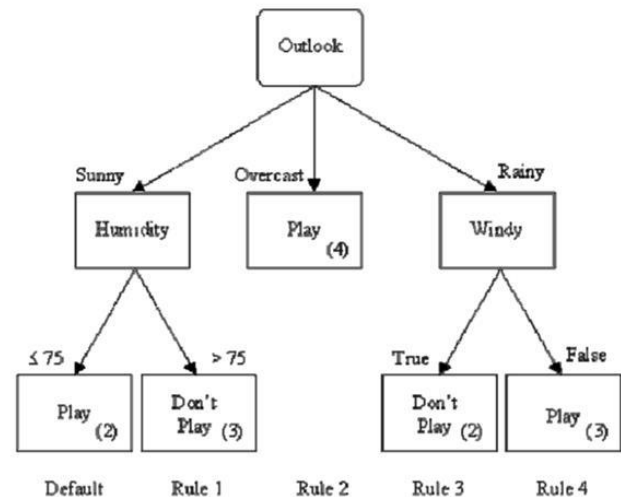 Outlook
Sunny
Overcast
Rainy
Humidity
Play
(4)
Windy
≤ 75
> 75
True
False
Play
(2)
Don't
Play (3)
Don't
Play (2)
Play
(3)
Default
Rule 1
Rule 2
Rule 3
Rule 4